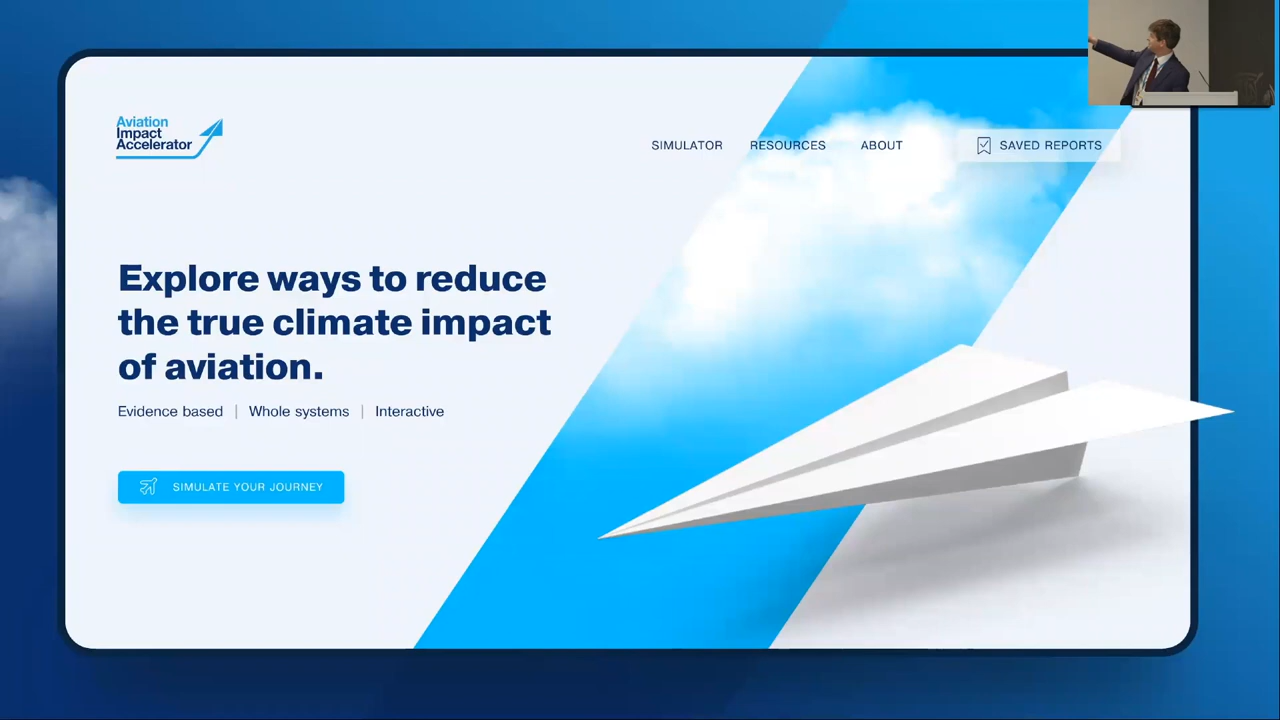 Aviation
Impact
Accelerator
SIMULATOR
RESOURCES
ABOUT
SAVED REPORTS
Explore ways to reduce
the true climate impact
of aviation.
Evidence based | Whole systems | Interactive
SIMULATE YOUR JOURNEY